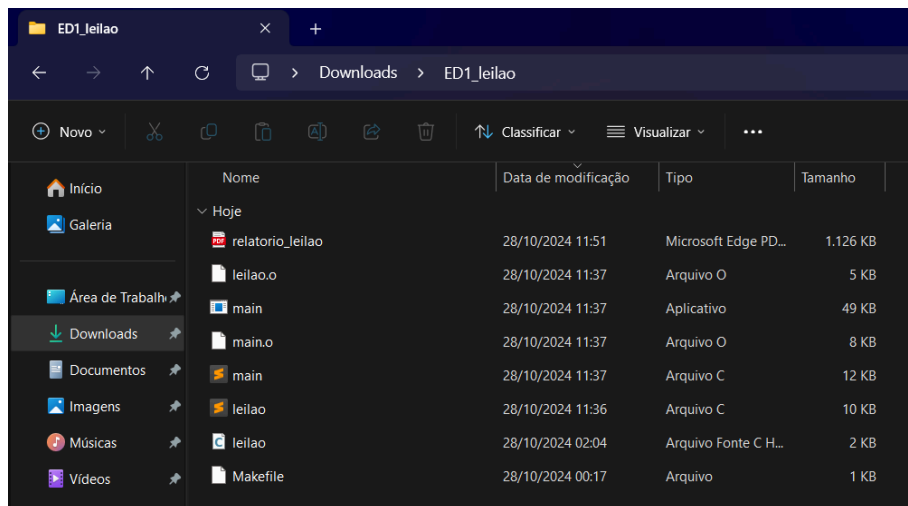 ED1_leilao
Downloads > ED1_leilao
Novo Classificar Visualizar ...
Nome Data de modificação Tipo Tamanho
Início
Galeria
Área de Trabalh
Downloads
Documentos
Imagens
Músicas
Vídeos
Hoje
relatorio_leilao 28/10/2024 11:51 Microsoft Edge PD... 1.126 KB
leilao.o 28/10/2024 11:37 Arquivo O 5 KB
main 28/10/2024 11:37 Aplicativo 49 KB
main.o 28/10/2024 11:37 Arquivo O 8 KB
main 28/10/2024 11:37 Arquivo C 12 KB
leilao 28/10/2024 11:36 Arquivo C 10 KB
leilao 28/10/2024 02:04 Arquivo Fonte C H... 2 KB
Makefile 28/10/2024 00:17 Arquivo 1 KB